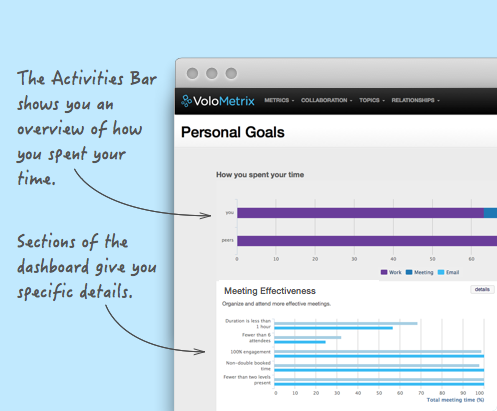 The Activities Bar
shows you an
overview of how
you spent your
time.
Sections of the
dashboard give you
specific details.
VoloMetrix METRICS COLLABORATION TOPICS RELATIONSHIPS
Personal Goals
How you spent your time
you
peers
0 10 20 30 40 50 60
Work Meeting Email
Meeting Effectiveness details
Organize and attend more effective meetings.
Duration is less than
1 hour
Fewer than 6
attendees
100% engagement
Non-double booked
time
Fewer than two levels
present
0 10 20 30 40 50 60 70 80 90 100
Total meeting time (%)